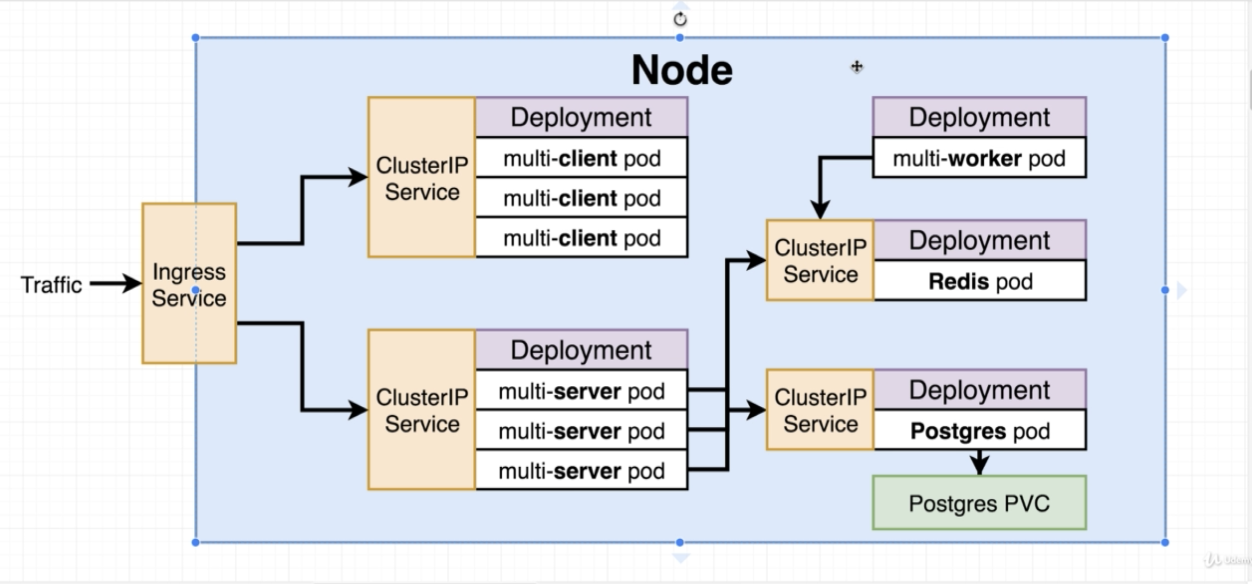 Node
Traffic
Ingress
Service
ClusterIP
Service
Deployment
multi-client pod
multi-client pod
multi-client pod
ClusterIP
Service
Deployment
multi-server pod
multi-server pod
multi-server pod
Deployment
multi-worker pod
ClusterIP
Service
Deployment
Redis pod
ClusterIP
Service
Deployment
Postgres pod
Postgres PVC